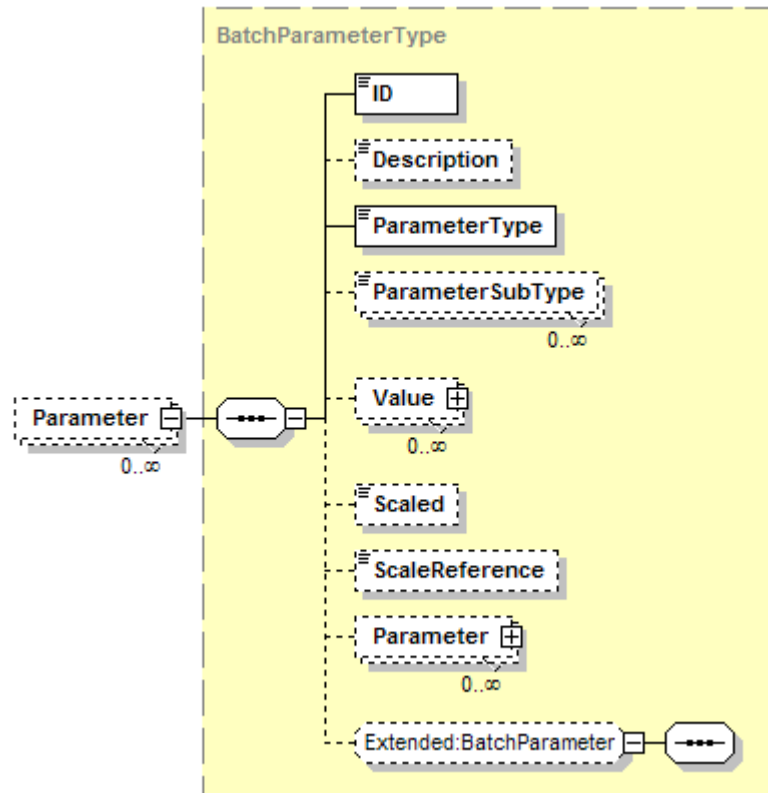 BatchParameterType
ID
Description
ParameterType
ParameterSubType
0..∞
Value
0..∞
Parameter
0..∞
Scaled
ScaleReference
Parameter
0..∞
Extended:BatchParameter